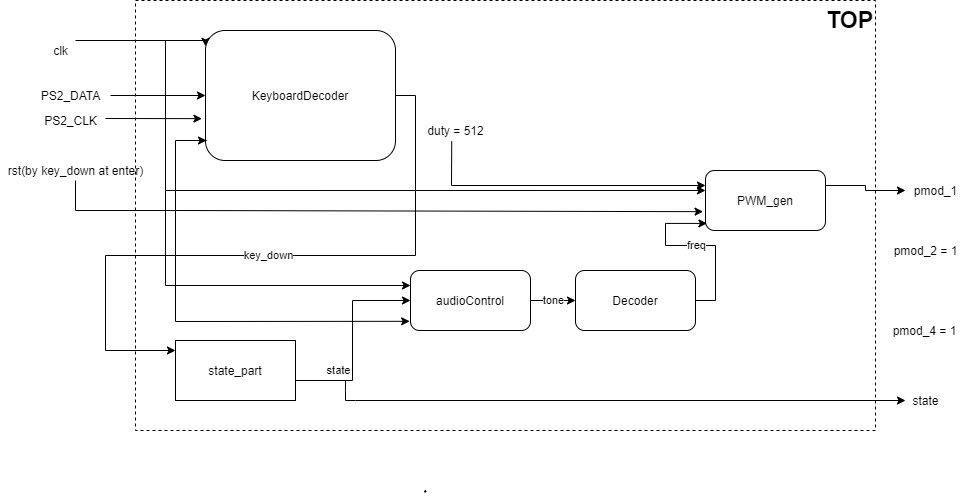 TOP
clk
KeyboardDecoder
PS2_DATA
PS2_CLK
duty = 512
rst(by key_down at enter)
PWM_gen
pmod_1
key_down
freq
pmod_2 = 1
audioControl
tone
Decoder
pmod_4 = 1
state_part
state
state
.